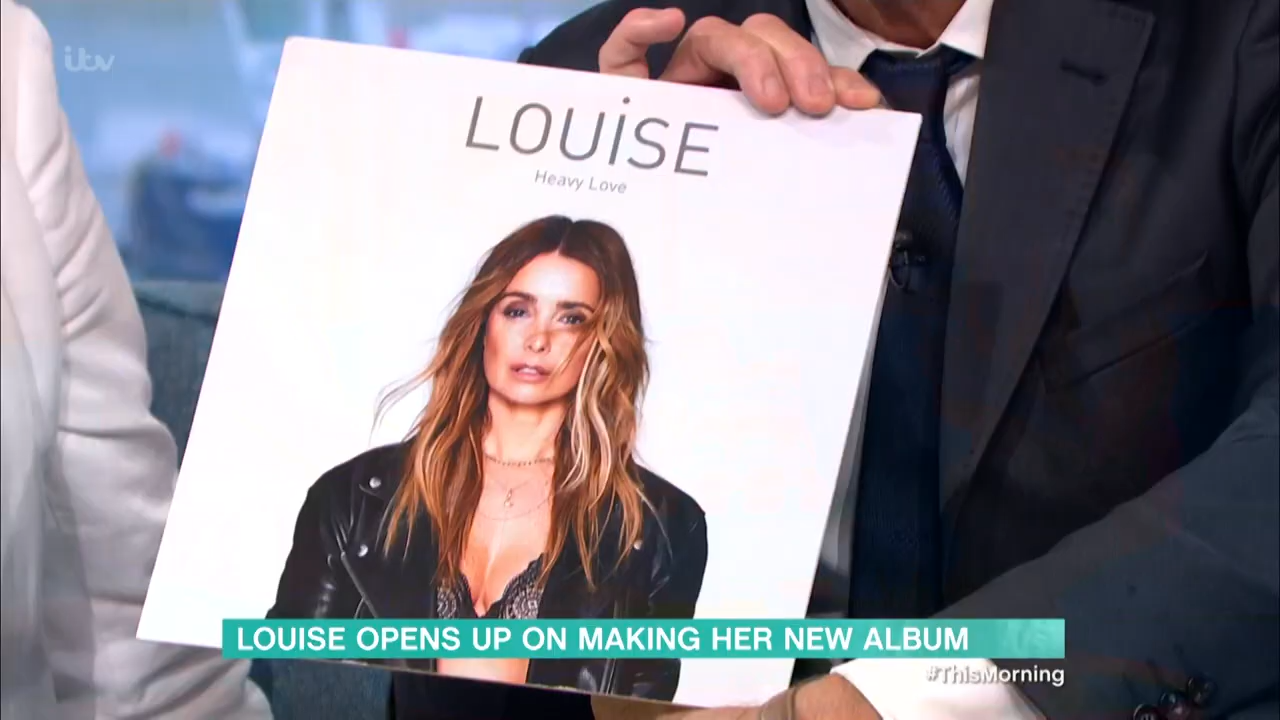 itv
LOUiSE
Heavy Love
LOUISE OPENS UP ON MAKING HER NEW ALBUM
#ThisMorning